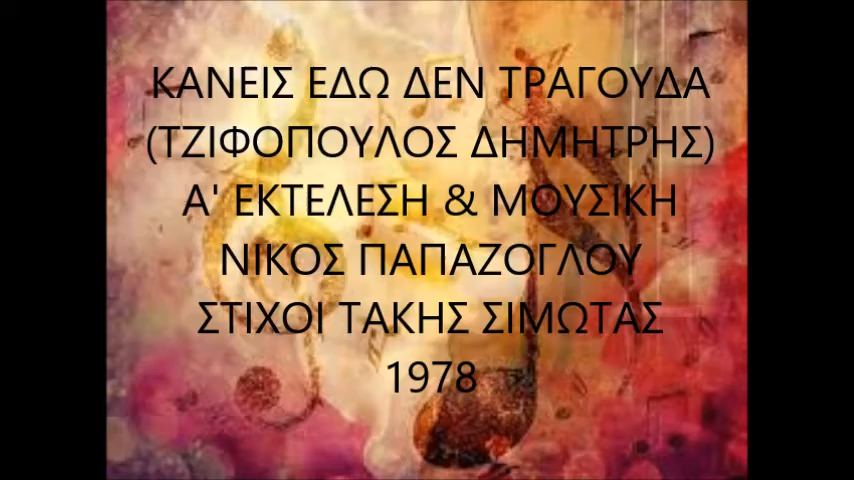 ΚΑΝΕΙΣ ΕΔΩ ΔΕΝ ΤΡΑΓΟΥΔΑ
(ΤΖΙΦΟΠΟΥΛΟΣ ΔΗΜΗΤΡΗΣ)
Α' ΕΚΤΕΛΕΣΗ & ΜΟΥΣΙΚΗ
ΝΙΚΟΣ ΠΑΠΑΖΟΓΛΟΥ
ΣΤΙΧΟΙ ΤΑΚΗΣ ΣΙΜΩΤΑΣ
1978